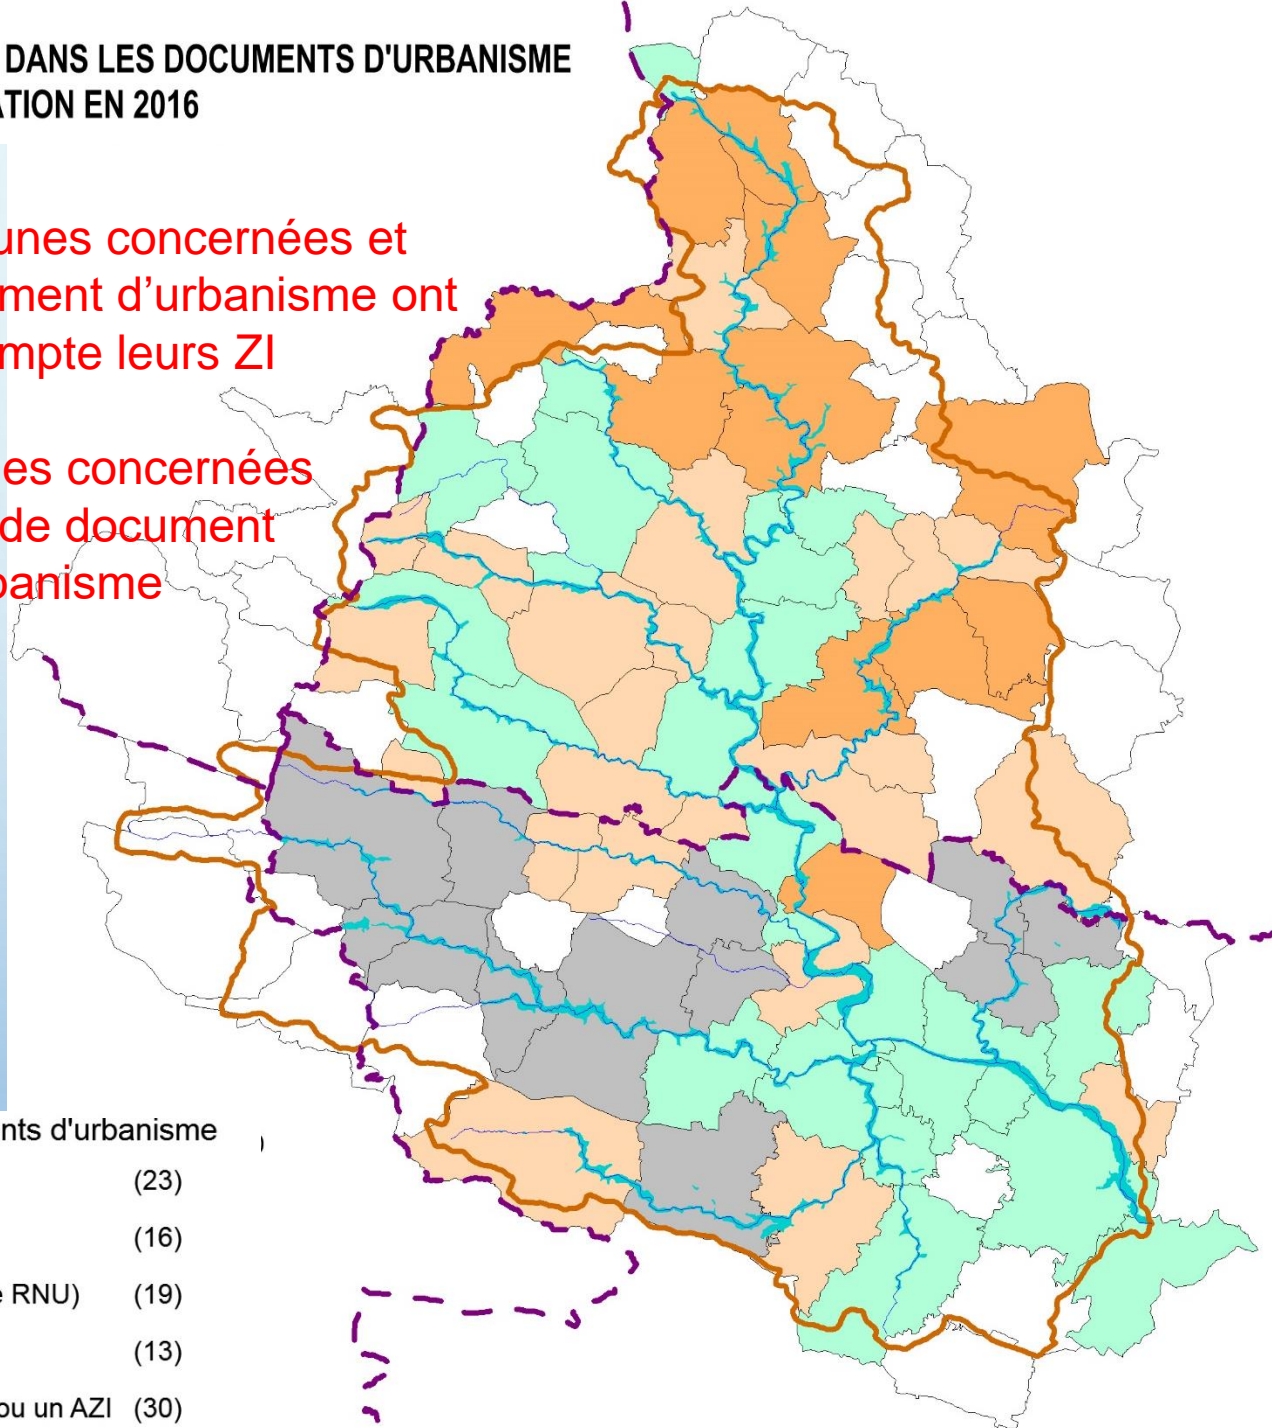 DANS LES DOCUMENTS D'URBANISME
ATION EN 2016
unes concernées et
ment d’urbanisme ont
mpte leurs ZI
es concernées
de document
banisme
nts d'urbanisme
(23)
(16)
e RNU) (19)
(13)
ou un AZI (30)